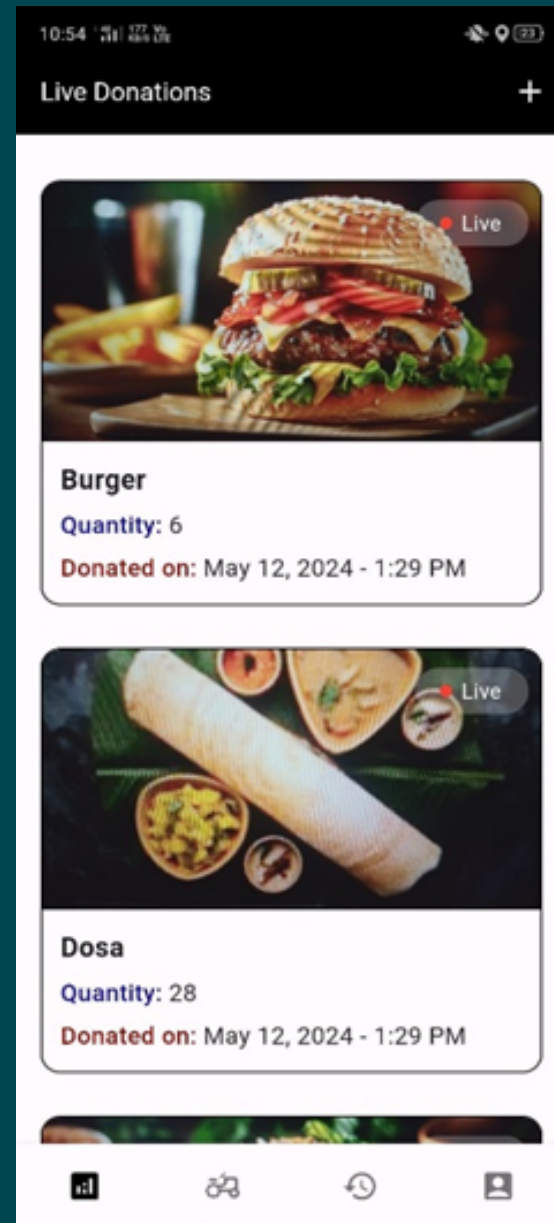 10:54
23
Live Donations
Live
Burger
Quantity: 6
Donated on: May 12, 2024 - 1:29 PM
Live
Dosa
Quantity: 28
Donated on: May 12, 2024 - 1:29 PM